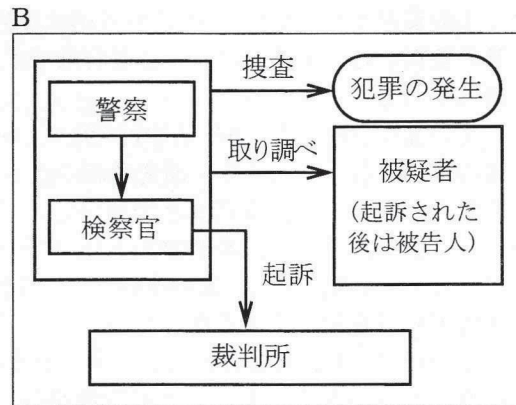 B
捜査
犯罪の発生
警察
取り調べ
被疑者
(起訴された
後は被告人)
検察官
起訴
裁判所